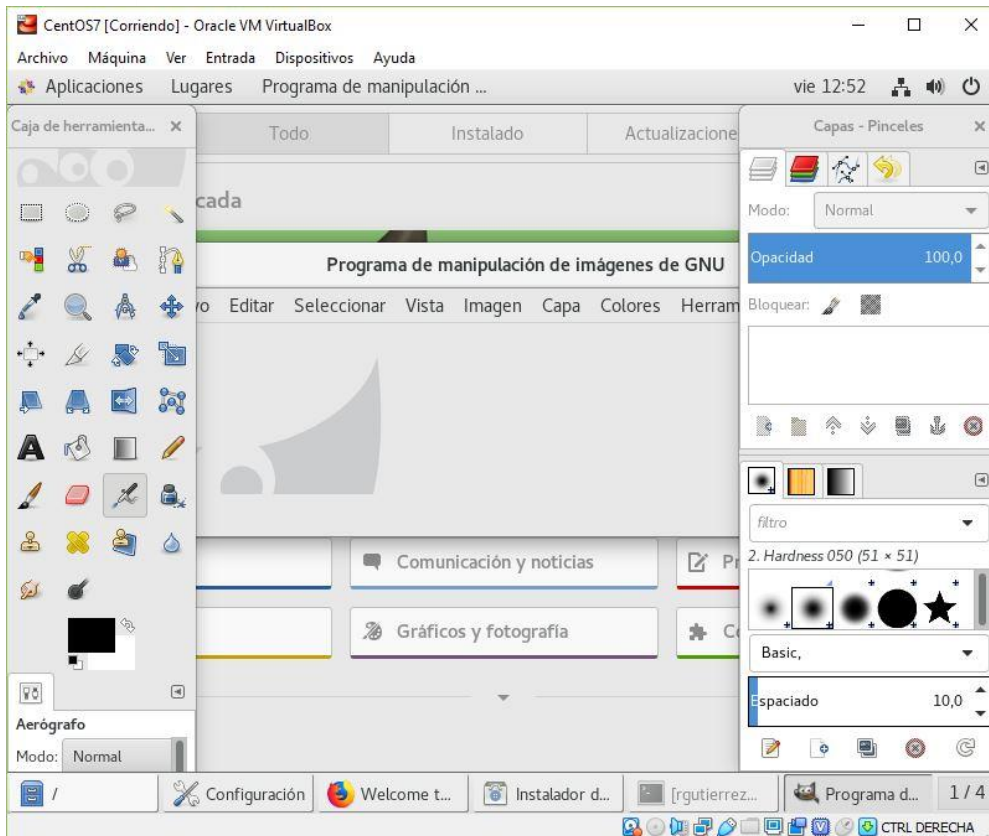 CentOS7 [Corriendo] - Oracle VM VirtualBox
Archivo Máquina Ver Entrada Dispositivos Ayuda
Aplicaciones Lugares Programa de manipulación ... vie 12:52
Caja de herramienta...
Todo Instalado Actualizacione
Capas - Pinceles
cada
Modo: Normal
Opacidad 100,0
Programa de manipulación de imágenes de GNU
vo Editar Seleccionar Vista Imagen Capa Colores Herram
Bloquear:
filtro
2. Hardness 050 (51 × 51)
Comunicación y noticias Pr
Gráficos y fotografía Co
Basic,
Espaciado 10,0
Aerógrafo
Modo: Normal
/ Configuración Welcome t... Instalador d... [rgutierrez... Programa d... 1 / 4
CTRL DERECHA